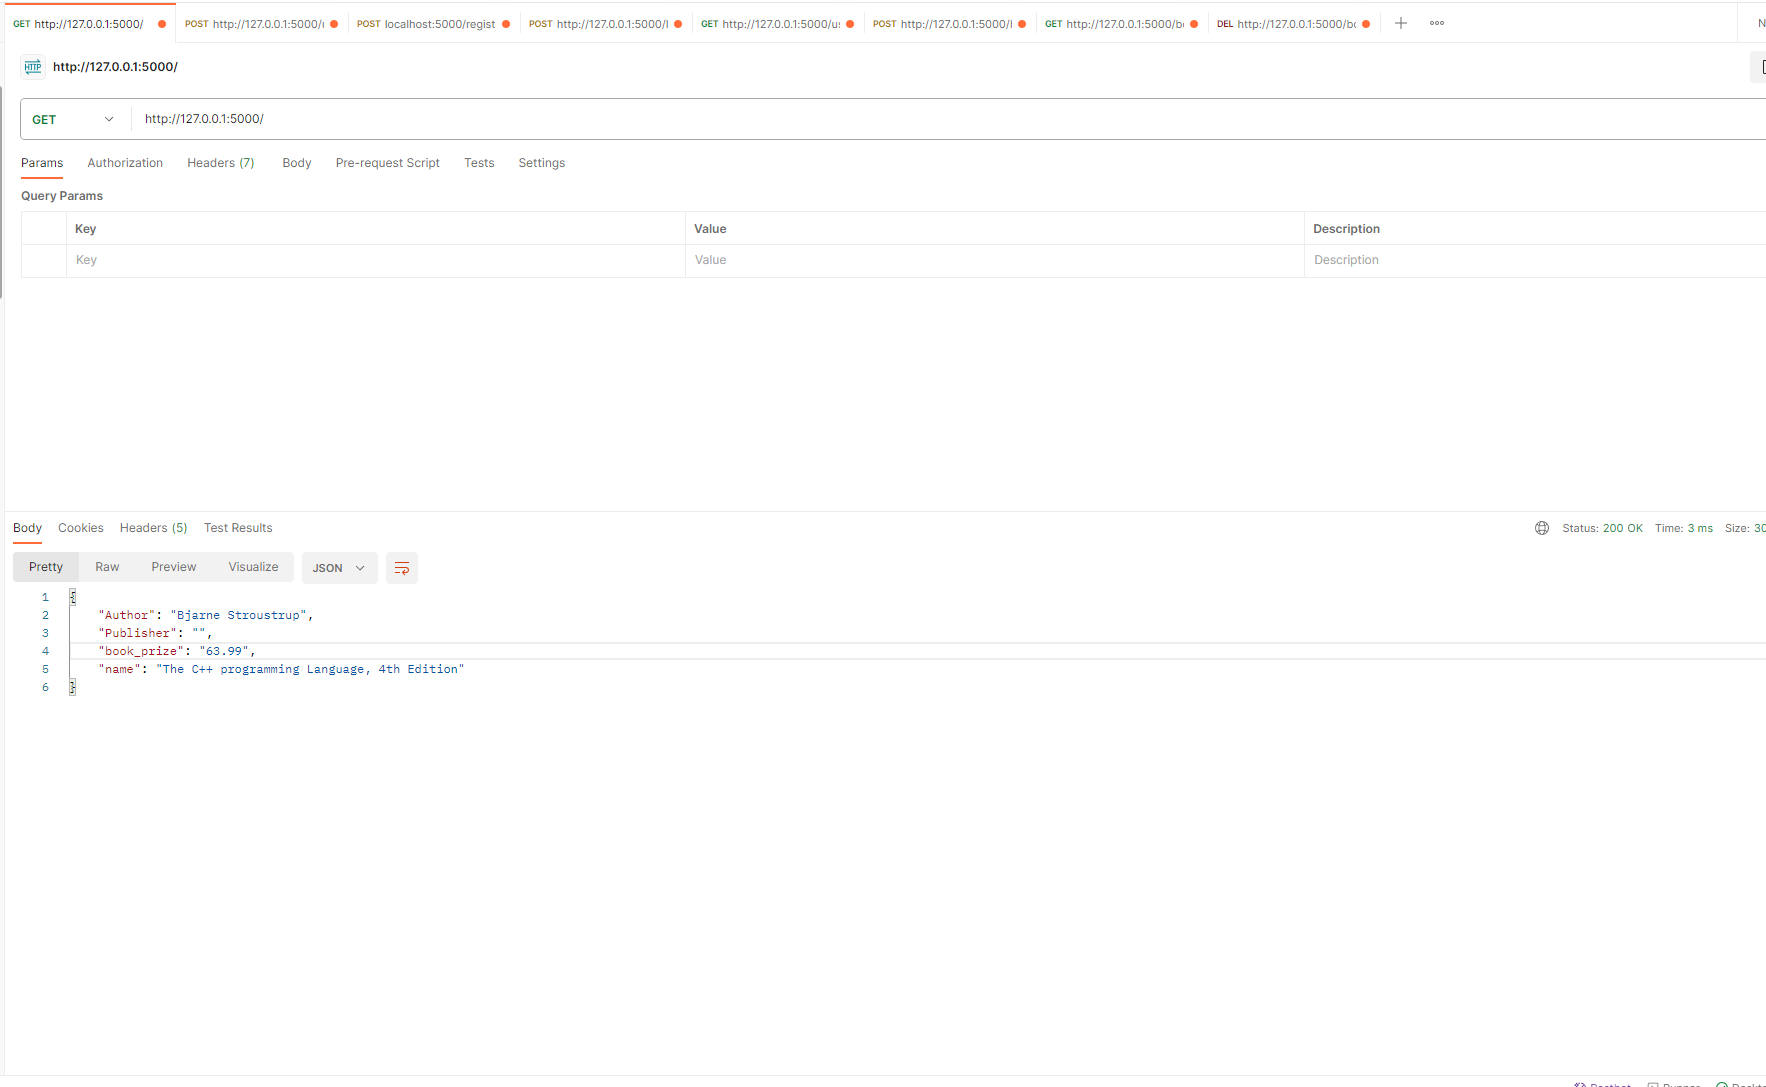 GET http://127.0.0.1:5000/ POST http://127.0.0.1:5000/ POST localhost:5000/regist POST http://127.0.0.1:5000/l GET http://127.0.0.1:5000/u POST http://127.0.0.1:5000/l GET http://127.0.0.1:5000/b DEL http://127.0.0.1:5000/bo N
HTTP http://127.0.0.1:5000/
GET http://127.0.0.1:5000/
Params Authorization Headers (7) Body Pre-request Script Tests Settings
Query Params
Key Value Description
Key Value Description
Body Cookies Headers (5) Test Results Status: 200 OK Time: 3 ms Size: 30
Pretty Raw Preview Visualize JSON
1 {
2 "Author": "Bjarne Stroustrup",
3 "Publisher": "",
4 "book_prize": "63.99",
5 "name": "The C++ programming Language, 4th Edition"
6 }